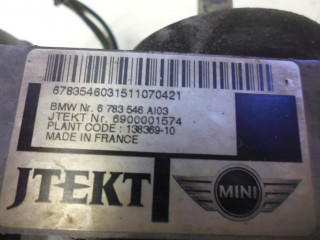 6783546031511070421
BMW Nr. 6 783 546 AI03
JTEKT Nr. 6900001574
PLANT CODE : 138369-10
MADE IN FRANCE
JTEKT
MINI